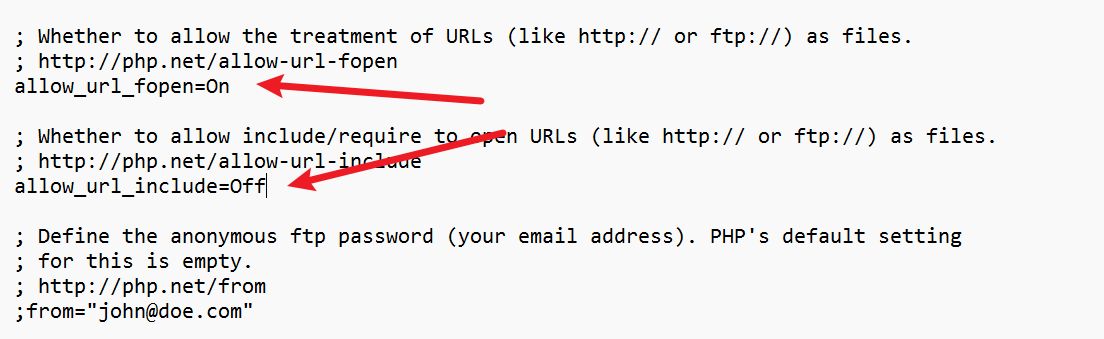 ; Whether to allow the treatment of URLs (like http:// or ftp://) as files.
; http://php.net/allow-url-fopen
allow_url_fopen=On
; Whether to allow include/require to open URLs (like http:// or ftp://) as files.
; http://php.net/allow-url-include
allow_url_include=Off
; Define the anonymous ftp password (your email address). PHP's default setting
; for this is empty.
; http://php.net/from
;from="john@doe.com"